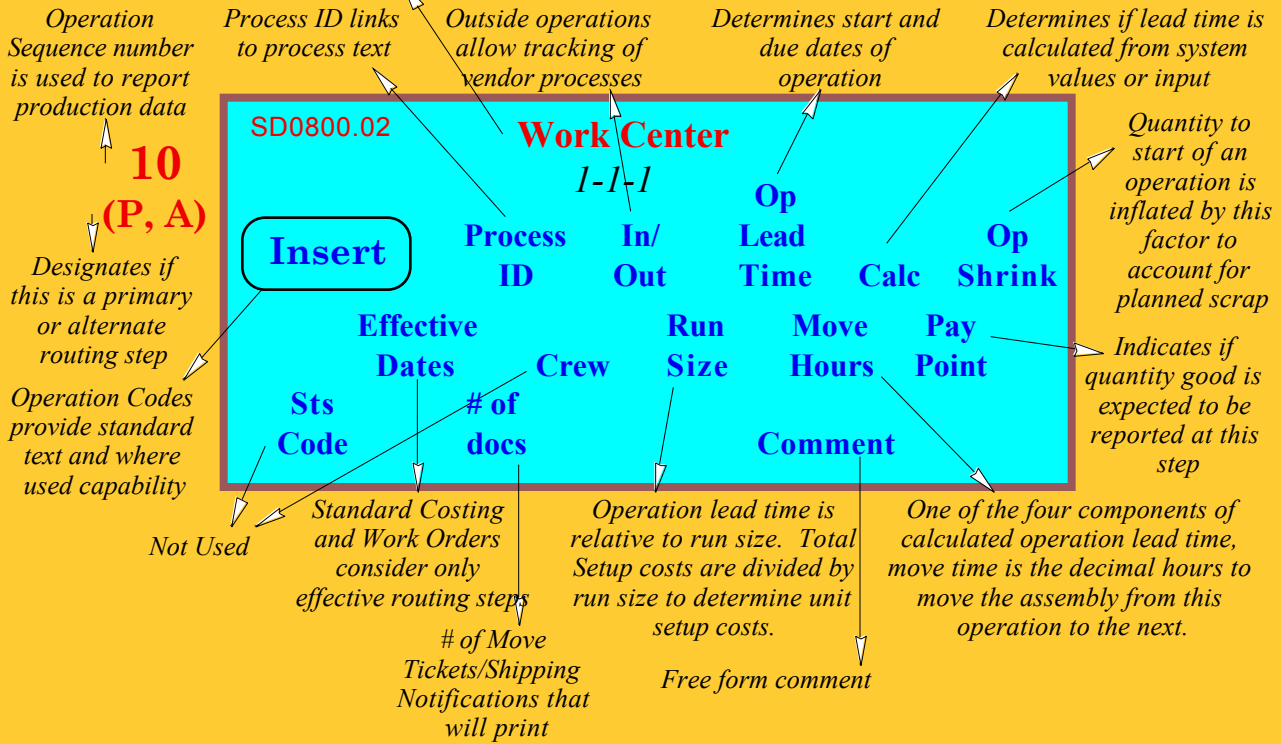 Operation
Sequence number
is used to report
production data
Process ID links
to process text
Outside operations
allow tracking of
vendor processes
Determines start and
due dates of
operation
Determines if lead time is
calculated from system
values or input
10
(P, A)
Designates if
this is a primary
or alternate
routing step
Operation Codes
provide standard
text and where
used capability
SD0800.02
Work Center
1-1-1
Insert
Process
ID
In/
Out
Op
Lead
Time
Calc
Op
Shrink
Effective
Dates
Crew
Run
Size
Move
Hours
Pay
Point
Sts
Code
# of
docs
Comment
Quantity to
start of an
operation is
inflated by this
factor to
account for
planned scrap
Indicates if
quantity good is
expected to be
reported at this
step
Not Used
Standard Costing
and Work Orders
consider only
effective routing steps
# of Move
Tickets/Shipping
Notifications that
will print
Operation lead time is
relative to run size. Total
Setup costs are divided by
run size to determine unit
setup costs.
Free form comment
One of the four components of
calculated operation lead time,
move time is the decimal hours to
move the assembly from this
operation to the next.